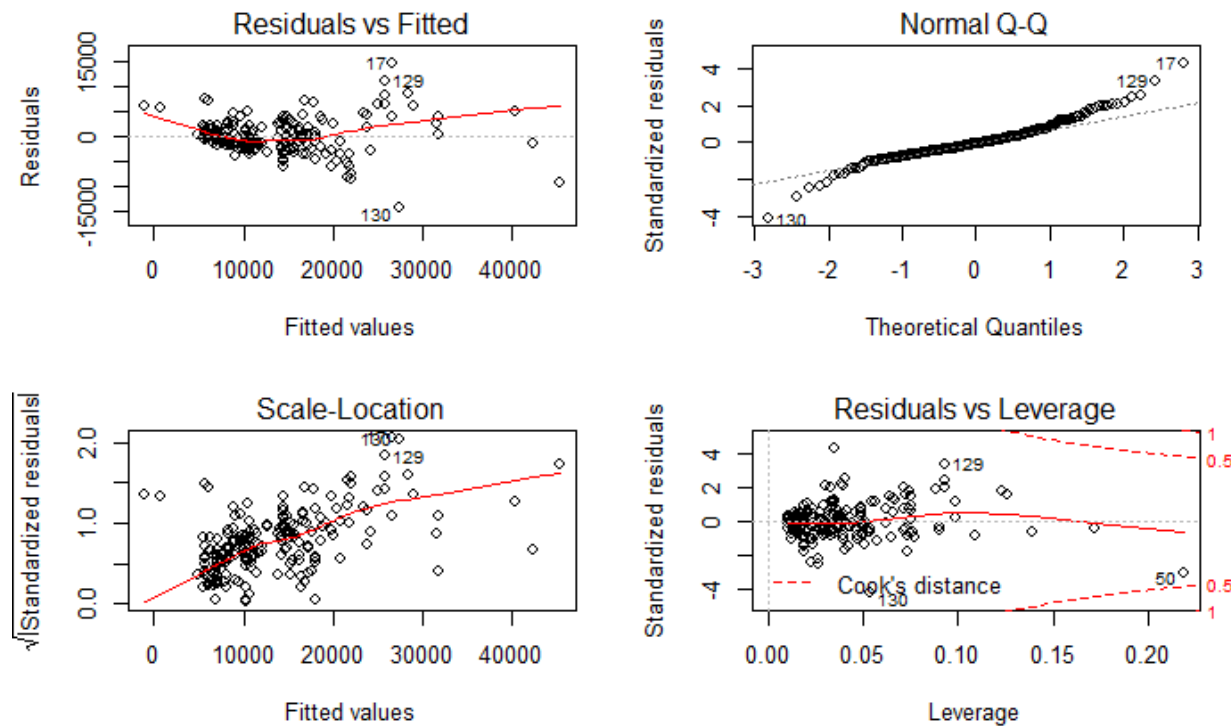 Residuals vs Fitted
Residuals
-15000 0 15000
17
129
130
0 10000 20000 30000 40000
Fitted values
Normal Q-Q
Standardized residuals
-4 0 2 4
17
129
130
-3 -2 -1 0 1 2 3
Theoretical Quantiles
Scale-Location
√|Standardized residuals|
0.0 1.0 2.0
130
129
0 10000 20000 30000 40000
Fitted values
Residuals vs Leverage
Standardized residuals
-4 0 2 4
129
50
130
Cook's distance
1
0.5
0.5
1
0.00 0.05 0.10 0.15 0.20
Leverage